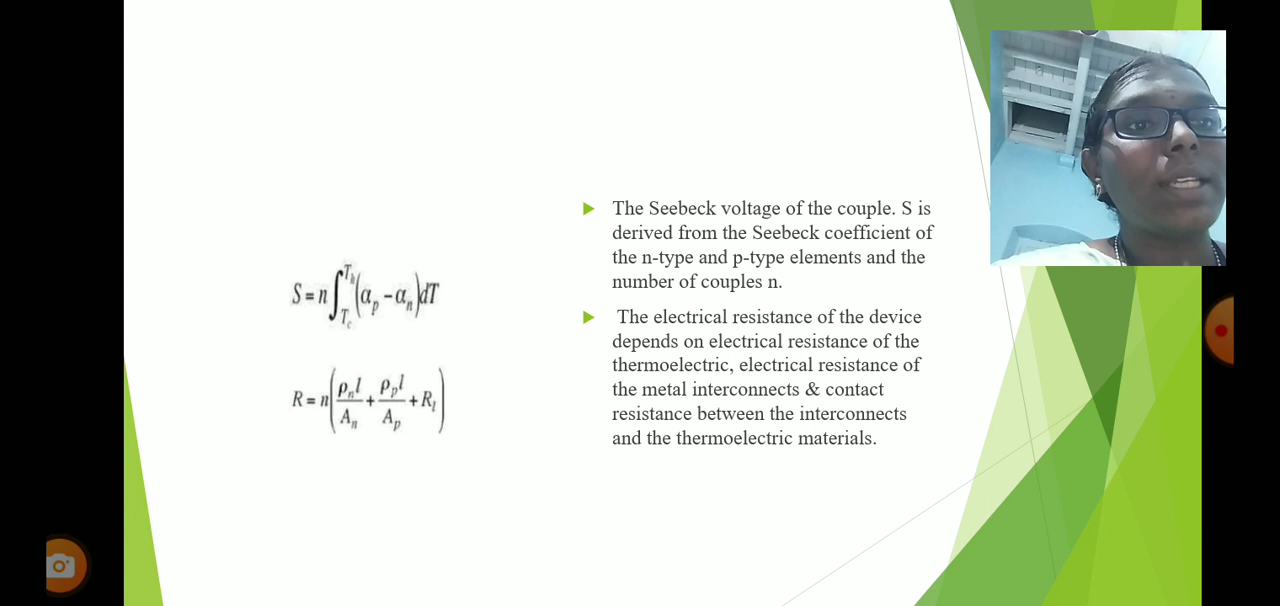 S = n ∫_{T_c}^{T_h} (α_p − α_n) dT
R = n ( ρ_n l / A_n + ρ_p l / A_p + R_l )
The Seebeck voltage of the couple. S is
derived from the Seebeck coefficient of
the n-type and p-type elements and the
number of couples n.
The electrical resistance of the device
depends on electrical resistance of the
thermoelectric, electrical resistance of
the metal interconnects & contact
resistance between the interconnects
and the thermoelectric materials.